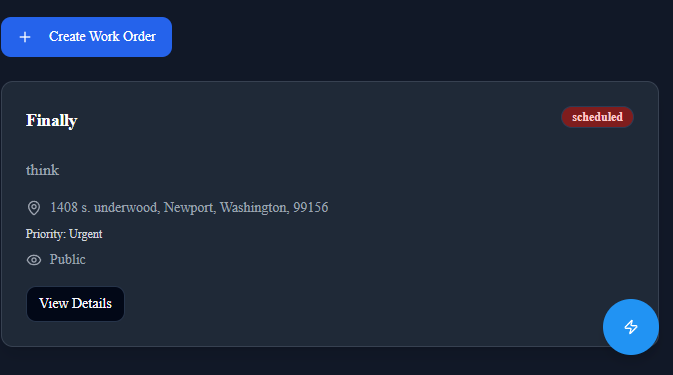 Create Work Order
Finally
scheduled
think
1408 s. underwood, Newport, Washington, 99156
Priority: Urgent
Public
View Details